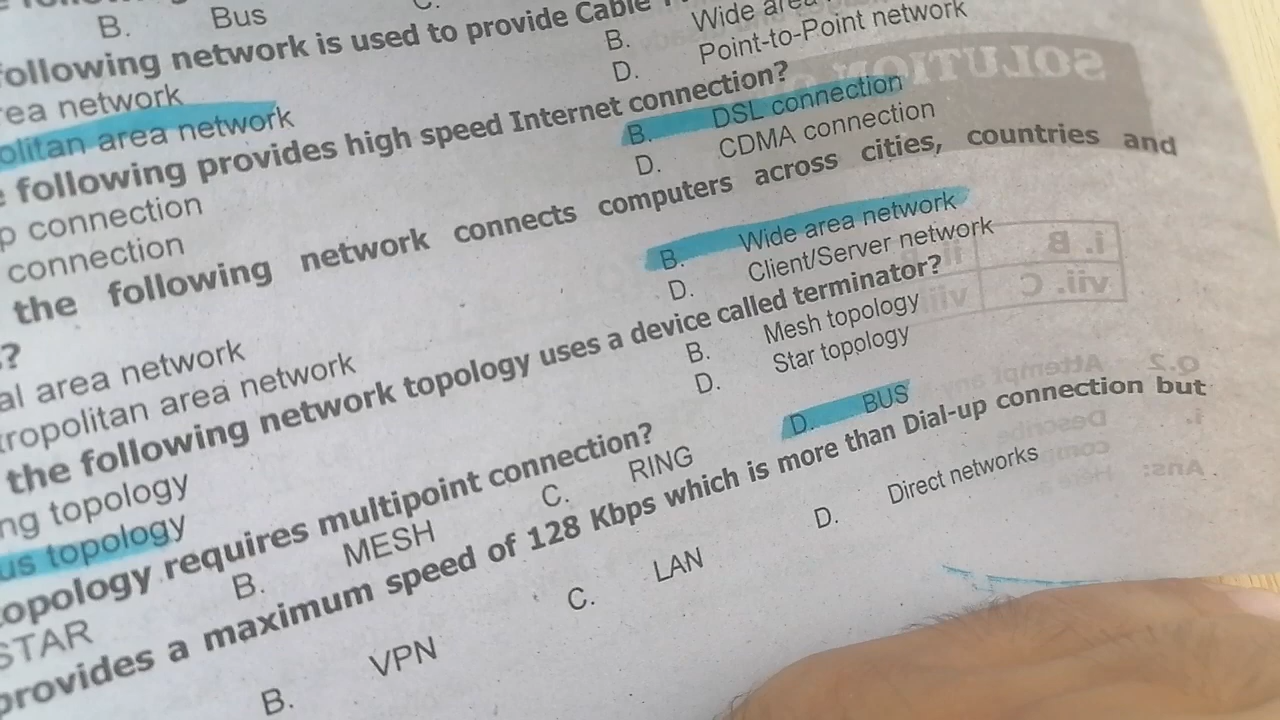 B. Bus C.
following network is used to provide Cable
B. Wide area
rea network
D. Point-to-Point network
olitan area network
following provides high speed Internet connection?
B. DSL connection
p connection
D. CDMA connection
connection
the following network connects computers across cities, countries and
?
B. Wide area network
al area network
D. Client/Server network
ropolitan area network
the following network topology uses a device called terminator?
B. Mesh topology
ng topology
D. Star topology
us topology
opology requires multipoint connection?
STAR B. MESH C. RING D. BUS
provides a maximum speed of 128 Kbps which is more than Dial-up connection but
B. VPN C. LAN D. Direct networks